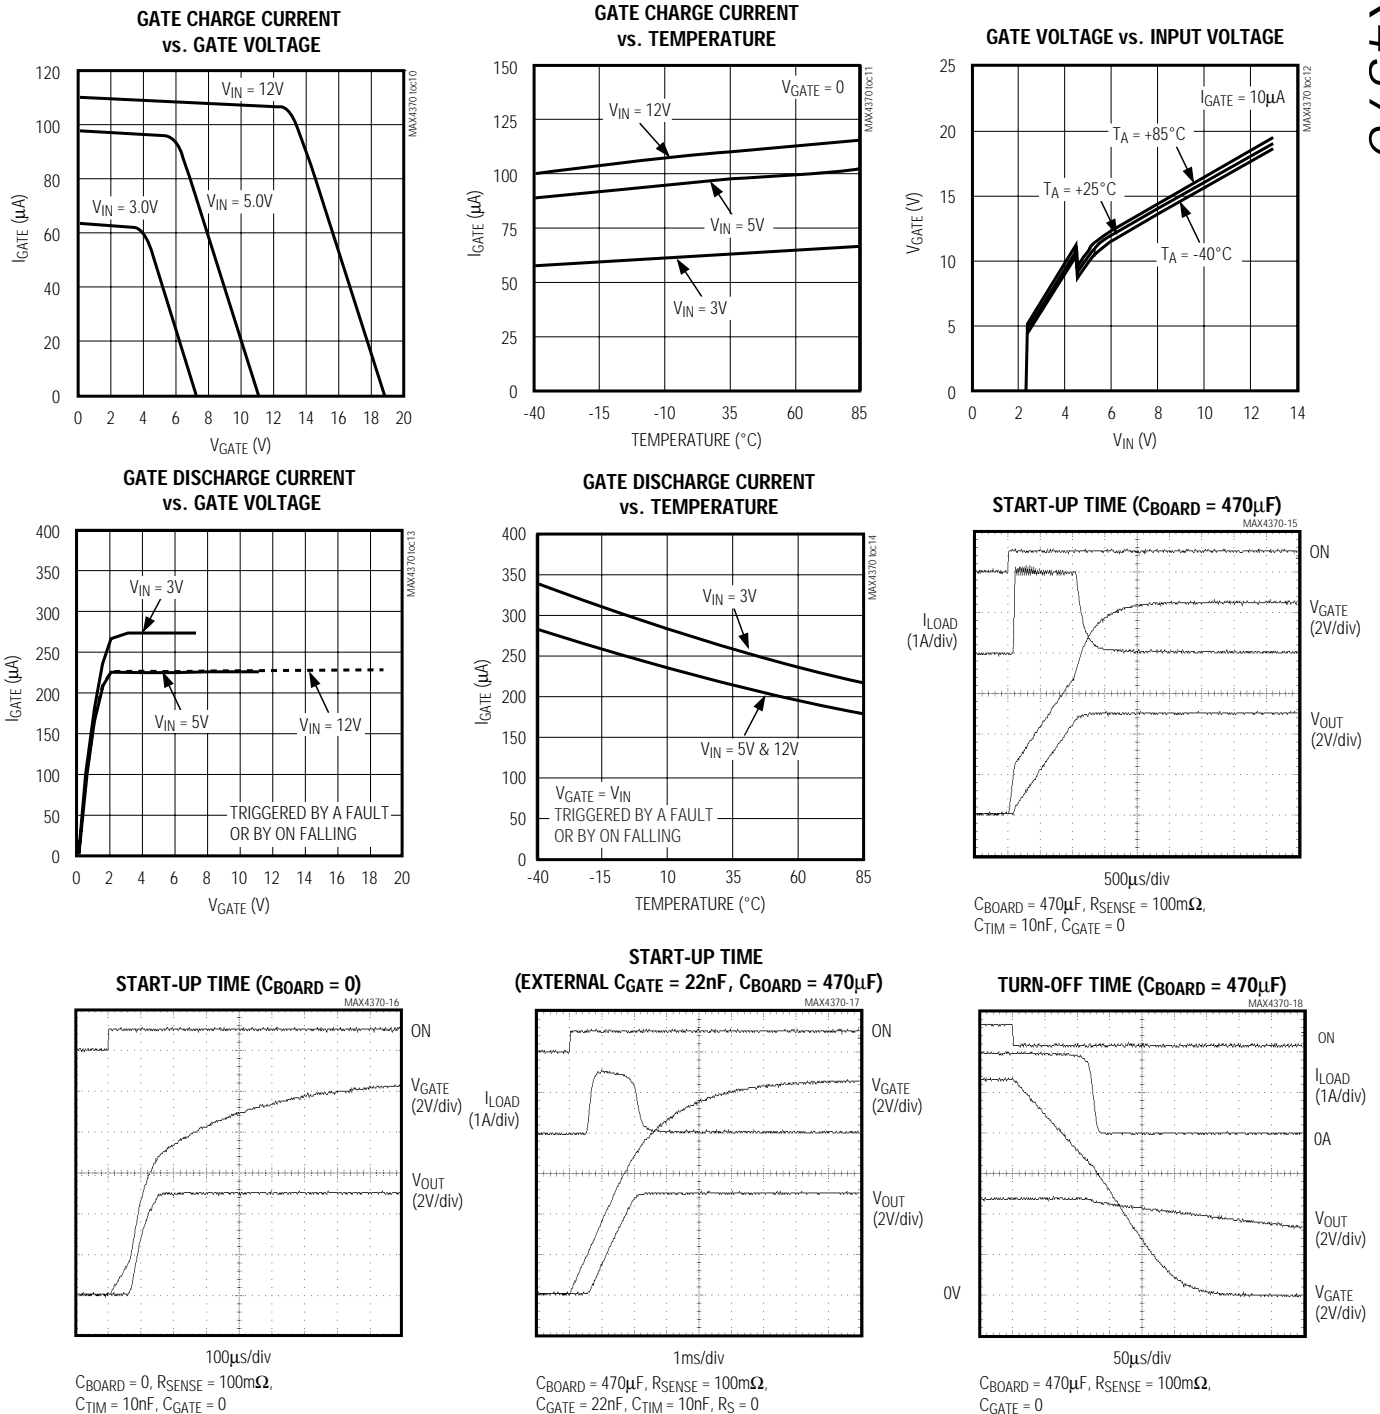 GATE CHARGE CURRENT
vs. GATE VOLTAGE
120
100
80
60
40
20
0
IGATE (µA)
VIN = 12V
VIN = 5.0V
VIN = 3.0V
MAX4370 toc10
0 2 4 6 8 10 12 14 16 18 20
VGATE (V)
GATE CHARGE CURRENT
vs. TEMPERATURE
150
125
100
75
50
25
0
IGATE (µA)
VGATE = 0
VIN = 12V
VIN = 5V
VIN = 3V
MAX4370 toc11
-40 -15 -10 35 60 85
TEMPERATURE (°C)
GATE VOLTAGE vs. INPUT VOLTAGE
25
20
15
10
5
0
VGATE (V)
IGATE = 10µA
TA = +85°C
TA = +25°C
TA = -40°C
MAX4370 toc12
0 2 4 6 8 10 12 14
VIN (V)
GATE DISCHARGE CURRENT
vs. GATE VOLTAGE
400
350
300
250
200
150
100
50
0
IGATE (µA)
VIN = 3V
VIN = 5V
VIN = 12V
TRIGGERED BY A FAULT
OR BY ON FALLING
MAX4370 toc13
0 2 4 6 8 10 12 14 16 18 20
VGATE (V)
GATE DISCHARGE CURRENT
vs. TEMPERATURE
400
350
300
250
200
150
100
50
0
IGATE (µA)
VIN = 3V
VIN = 5V & 12V
VGATE = VIN
TRIGGERED BY A FAULT
OR BY ON FALLING
MAX4370 toc14
-40 -15 10 35 60 85
TEMPERATURE (°C)
START-UP TIME (CBOARD = 470µF)
MAX4370-15
ON
ILOAD
(1A/div)
VGATE
(2V/div)
VOUT
(2V/div)
500µs/div
CBOARD = 470µF, RSENSE = 100mΩ,
CTIM = 10nF, CGATE = 0
START-UP TIME (CBOARD = 0)
MAX4370-16
ON
VGATE
(2V/div)
VOUT
(2V/div)
100µs/div
CBOARD = 0, RSENSE = 100mΩ,
CTIM = 10nF, CGATE = 0
START-UP TIME
(EXTERNAL CGATE = 22nF, CBOARD = 470µF)
MAX4370-17
ON
ILOAD
(1A/div)
VGATE
(2V/div)
VOUT
(2V/div)
1ms/div
CBOARD = 470µF, RSENSE = 100mΩ,
CGATE = 22nF, CTIM = 10nF, RS = 0
TURN-OFF TIME (CBOARD = 470µF)
MAX4370-18
ON
ILOAD
(1A/div)
0A
VOUT
(2V/div)
0V
VGATE
(2V/div)
50µs/div
CBOARD = 470µF, RSENSE = 100mΩ,
CGATE = 0